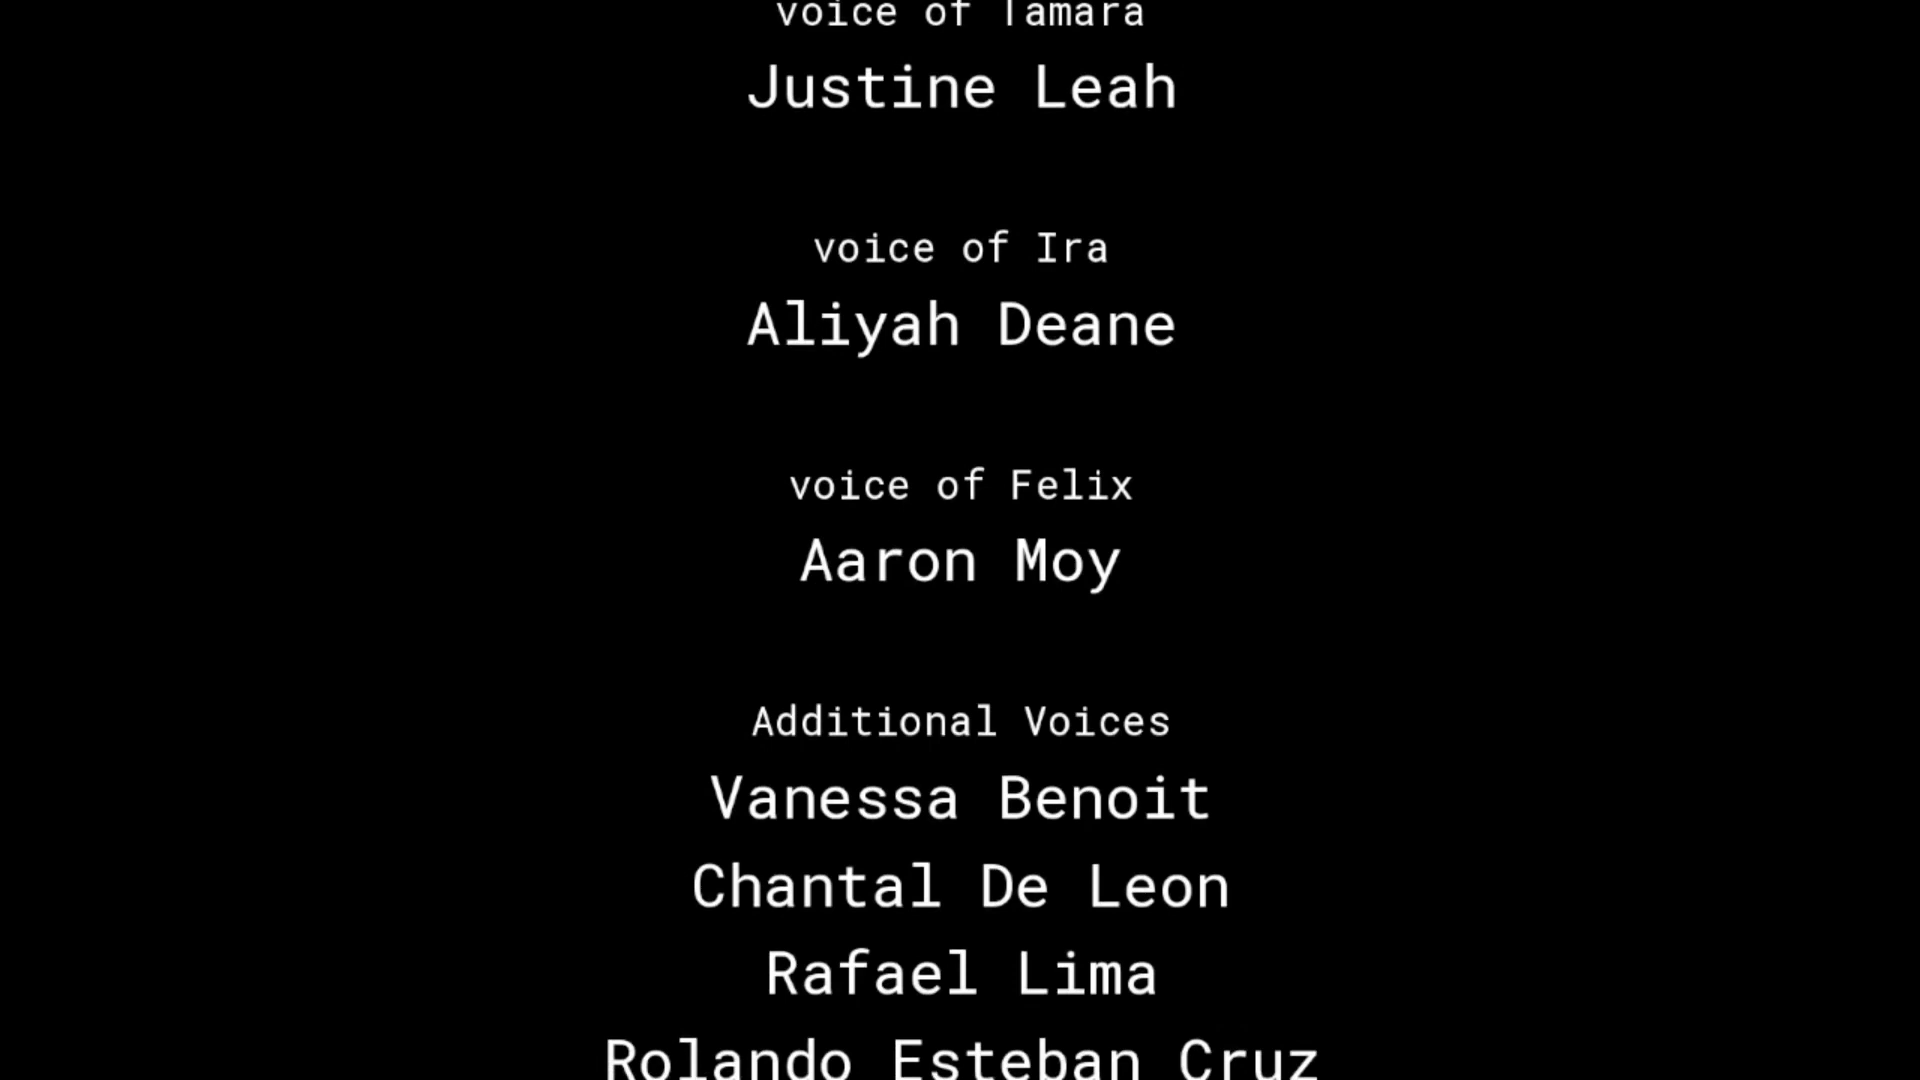 voice of Tamara
Justine Leah
voice of Ira
Aliyah Deane
voice of Felix
Aaron Moy
Additional Voices
Vanessa Benoit
Chantal De Leon
Rafael Lima
Rolando Esteban Cruz